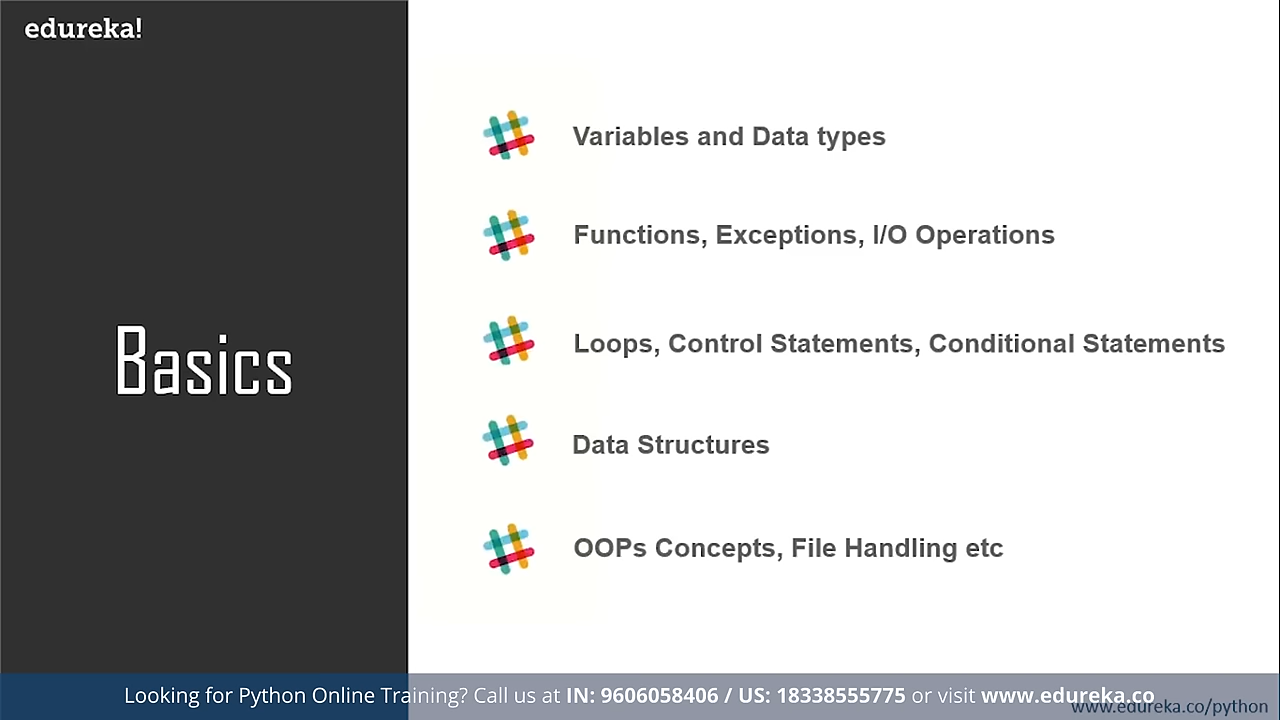 edureka!
Basics
Variables and Data types
Functions, Exceptions, I/O Operations
Loops, Control Statements, Conditional Statements
Data Structures
OOPs Concepts, File Handling etc
Looking for Python Online Training? Call us at IN: 9606058406 / US: 18338555775 or visit www.edureka.co
www.edureka.co/python